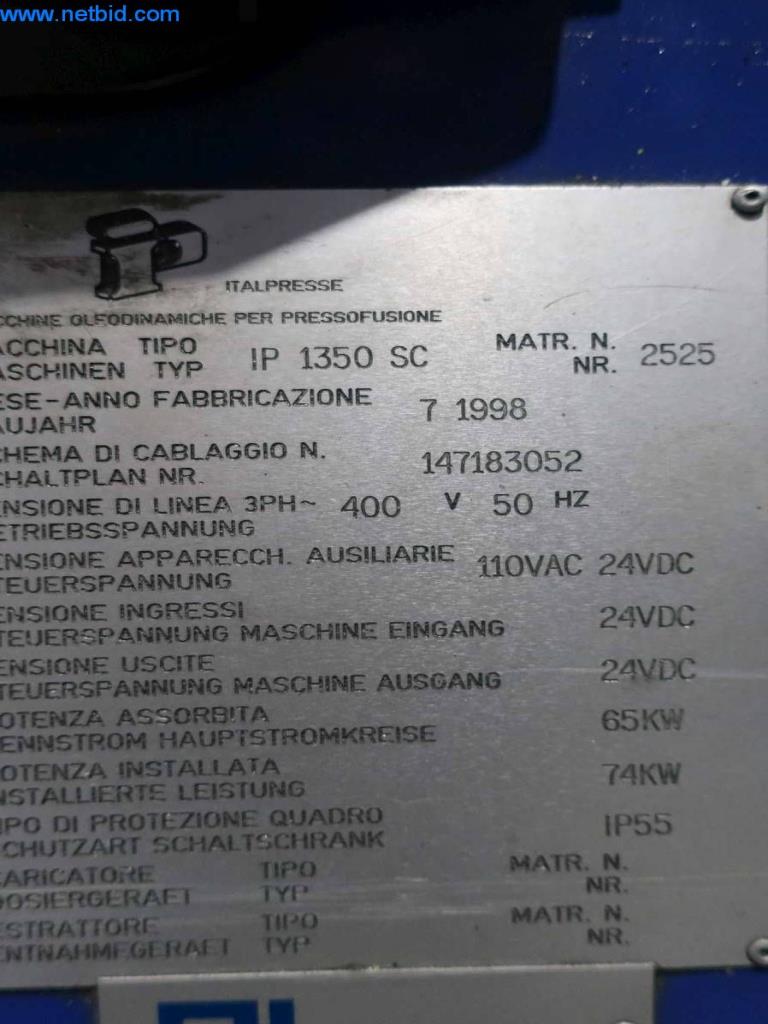 www.netbid.com
ITALPRESSE
CCHINE OLEODINAMICHE PER PRESSOFUSIONE
ACCHINA TIPO
ASCHINEN TYP
IP 1350 SC
MATR. N.
NR.
2525
ESE-ANNO FABBRICAZIONE
AUJAHR
7 1998
CHEMA DI CABLAGGIO N.
CHALTPLAN NR.
147183052
ENSIONE DI LINEA 3PH~ 400 V 50 HZ
ETRIEBSSPANNUNG
ENSIONE APPARECCH. AUSILIARIE
TEUERSPANNUNG
110VAC 24VDC
ENSIONE INGRESSI
TEUERSPANNUNG MASCHINE EINGANG
24VDC
ENSIONE USCITE
TEUERSPANNUNG MASCHINE AUSGANG
24VDC
OTENZA ASSORBITA
ENNSTROM HAUPTSTROMKREISE
65KW
OTENZA INSTALLATA
NSTALLIERTE LEISTUNG
74KW
IPO DI PROTEZIONE QUADRO
CHUTZART SCHALTSCHRANK
IP55
CARICATORE TIPO MATR. N.
DOSIERGERAET TYP NR.
ESTRATTORE TIPO MATR. N.
ENTNAHMEGERAET TYP NR.